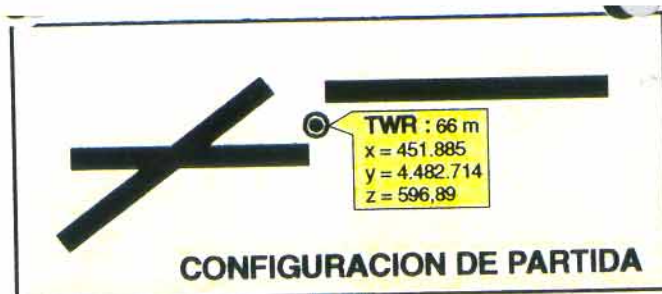 TWR : 66 m
x = 451.885
y = 4.482.714
z = 596,89
CONFIGURACION DE PARTIDA